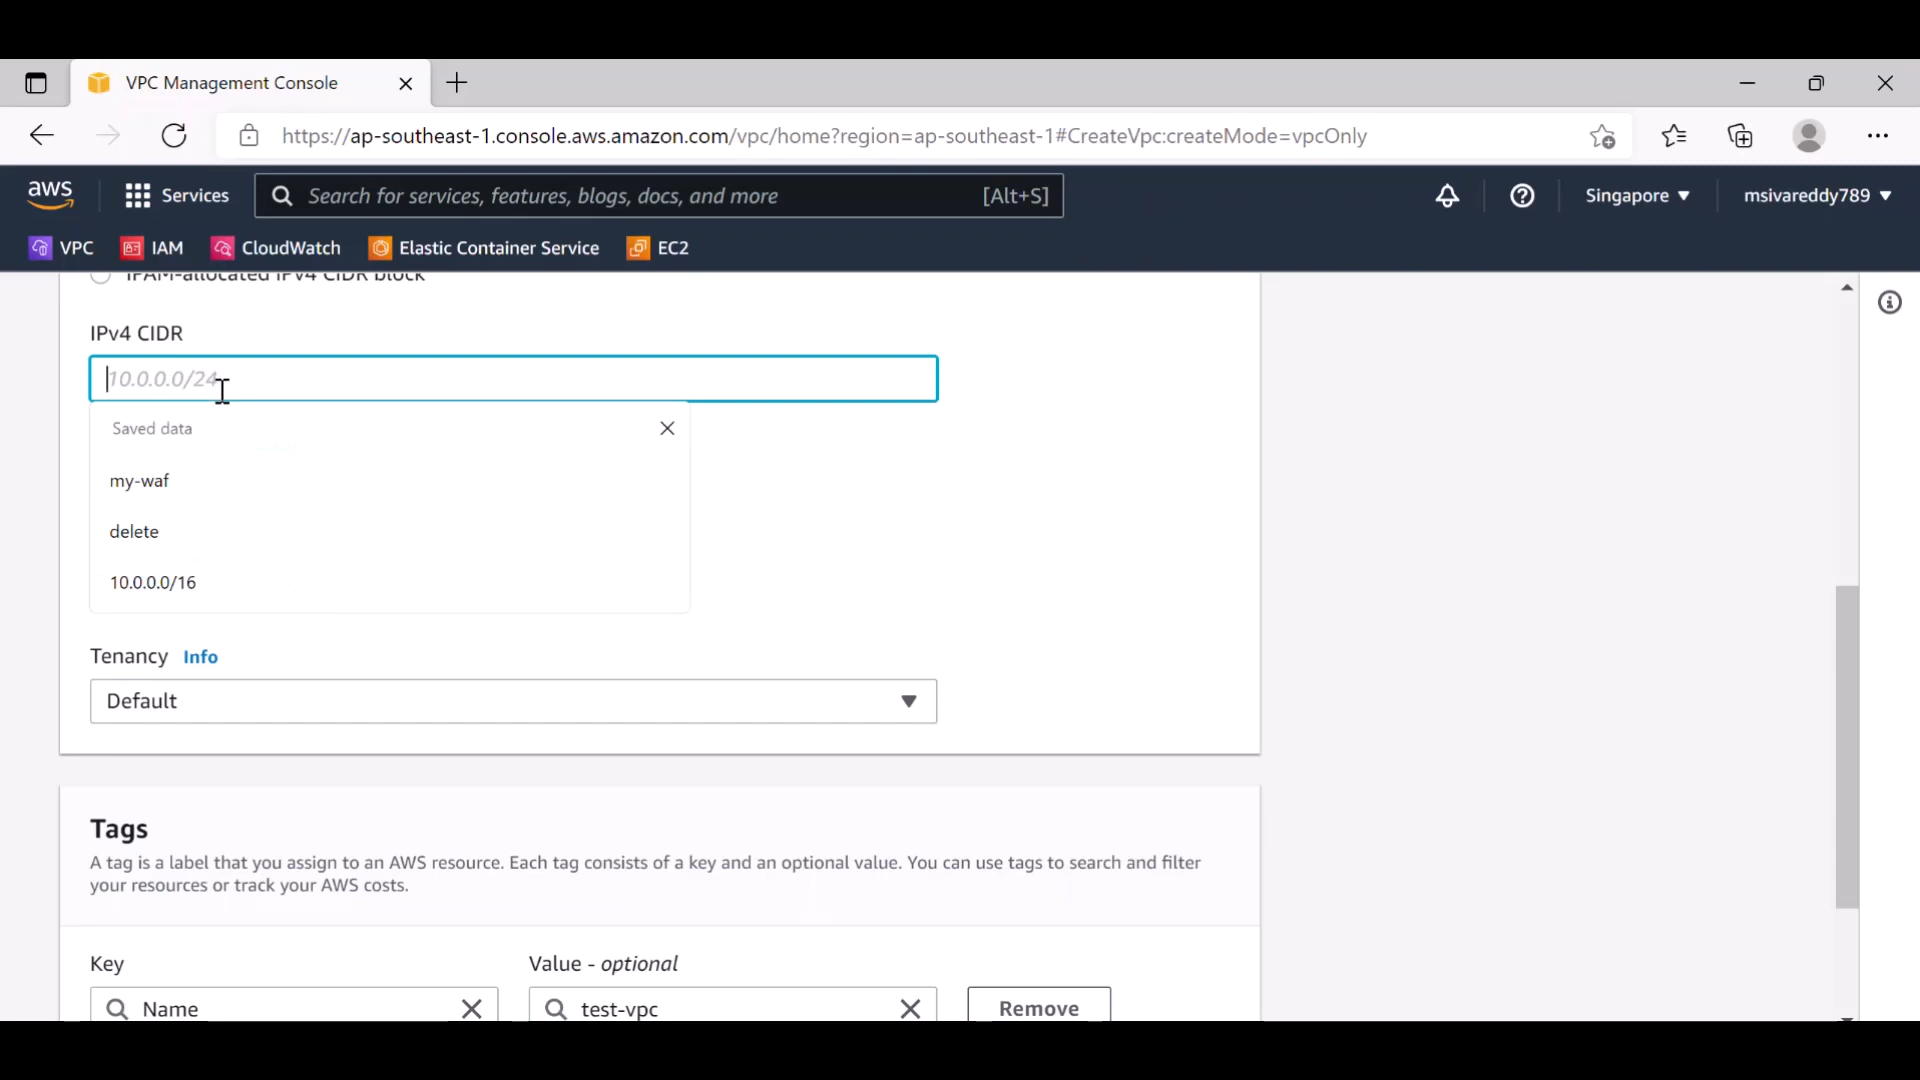 VPC Management Console
https://ap-southeast-1.console.aws.amazon.com/vpc/home?region=ap-southeast-1#CreateVpc:createMode=vpcOnly
aws
Services
Search for services, features, blogs, docs, and more
[Alt+S]
Singapore
msivareddy789
VPC
IAM
CloudWatch
Elastic Container Service
EC2
IPAM-allocated IPv4 CIDR block
IPv4 CIDR
10.0.0.0/24
Saved data
my-waf
delete
10.0.0.0/16
Tenancy Info
Default
Tags
A tag is a label that you assign to an AWS resource. Each tag consists of a key and an optional value. You can use tags to search and filter
your resources or track your AWS costs.
Key
Value - optional
Name
test-vpc
Remove